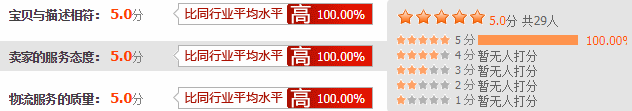 宝贝与描述相符： 5.0分 比同行业平均水平 高 100.00%
卖家的服务态度： 5.0分 比同行业平均水平 高 100.00%
物流服务的质量： 5.0分 比同行业平均水平 高 100.00%
5.0分 共29人
5分 100.00%
4分 暂无人打分
3分 暂无人打分
2分 暂无人打分
1分 暂无人打分